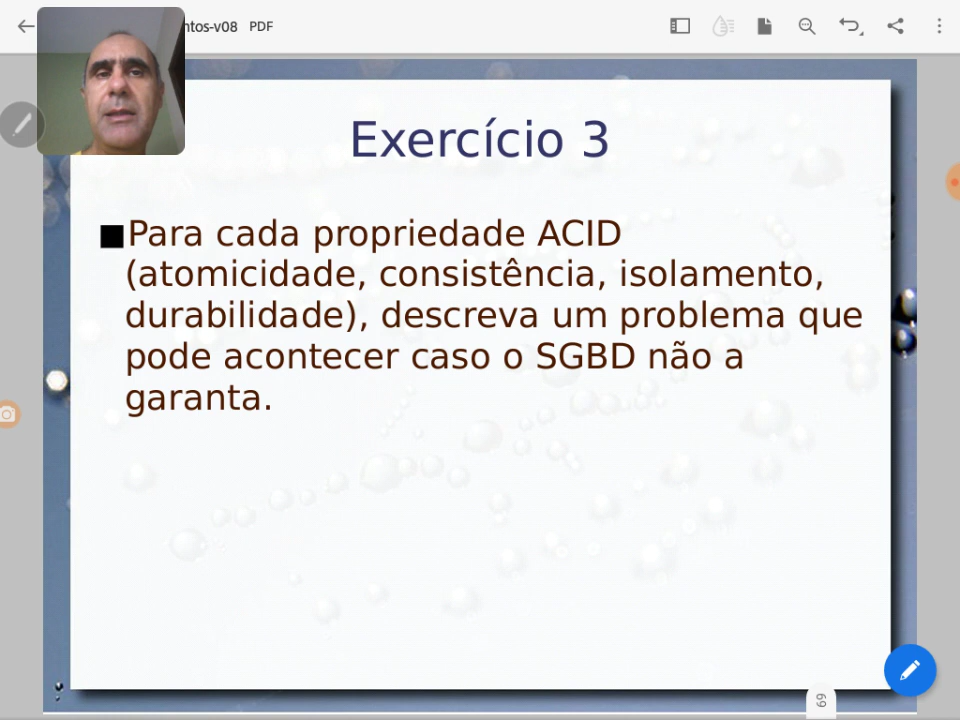 ntos-v08 PDF
Exercício 3
Para cada propriedade ACID
(atomicidade, consistência, isolamento,
durabilidade), descreva um problema que
pode acontecer caso o SGBD não a
garanta.
69